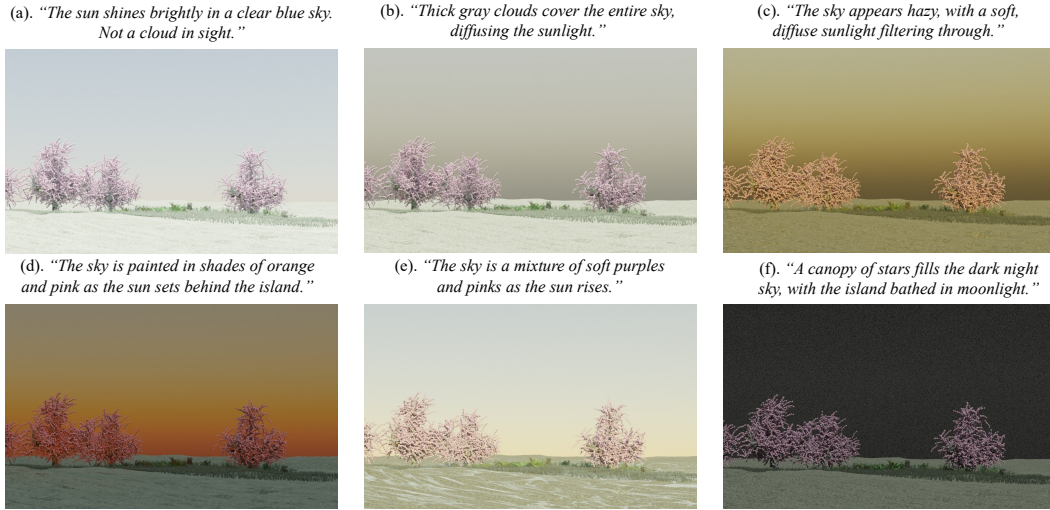 (a). “The sun shines brightly in a clear blue sky.
Not a cloud in sight.”
(b). “Thick gray clouds cover the entire sky,
diffusing the sunlight.”
(c). “The sky appears hazy, with a soft,
diffuse sunlight filtering through.”
(d). “The sky is painted in shades of orange
and pink as the sun sets behind the island.”
(e). “The sky is a mixture of soft purples
and pinks as the sun rises.”
(f). “A canopy of stars fills the dark night
sky, with the island bathed in moonlight.”